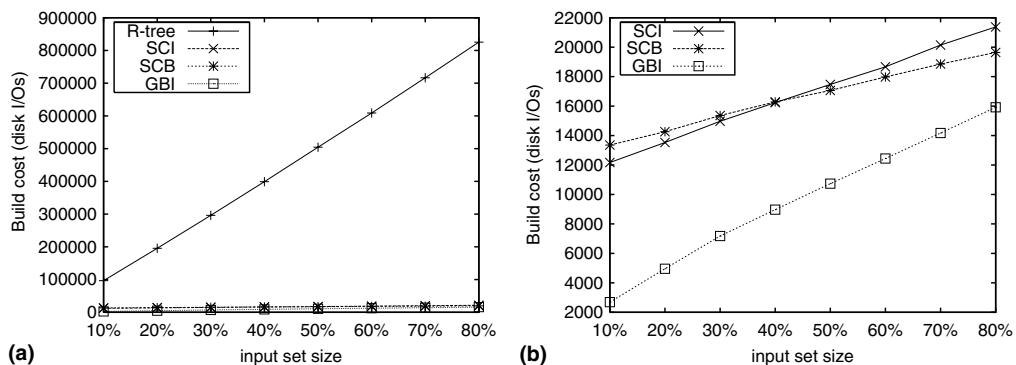 900000
800000
700000
600000
500000
400000
300000
200000
100000
0
Build cost (disk I/Os)
R-tree
SCI
SCB
GBI
10% 20% 30% 40% 50% 60% 70% 80%
input set size
(a)
22000
20000
18000
16000
14000
12000
10000
8000
6000
4000
2000
Build cost (disk I/Os)
SCI
SCB
GBI
10% 20% 30% 40% 50% 60% 70% 80%
input set size
(b)